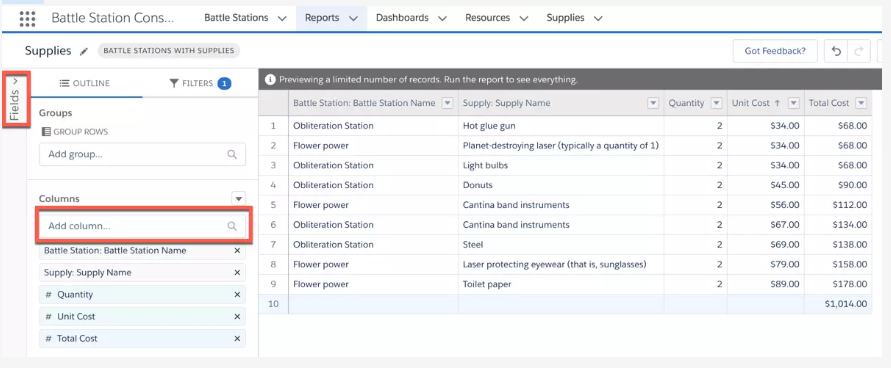 Battle Station Cons... Battle Stations Reports Dashboards Resources Supplies
Supplies BATTLE STATIONS WITH SUPPLIES Got Feedback?
Fields
OUTLINE FILTERS 1
Groups
GROUP ROWS
Add group...
Columns
Add column...
Battle Station: Battle Station Name
Supply: Supply Name
# Quantity
# Unit Cost
# Total Cost
Previewing a limited number of records. Run the report to see everything.
Battle Station: Battle Station Name Supply: Supply Name Quantity Unit Cost ↑ Total Cost
1 Obliteration Station Hot glue gun 2 $34.00 $68.00
2 Flower power Planet-destroying laser (typically a quantity of 1) 2 $34.00 $68.00
3 Obliteration Station Light bulbs 2 $34.00 $68.00
4 Obliteration Station Donuts 2 $45.00 $90.00
5 Flower power Cantina band instruments 2 $56.00 $112.00
6 Obliteration Station Cantina band instruments 2 $67.00 $134.00
7 Obliteration Station Steel 2 $69.00 $138.00
8 Flower power Laser protecting eyewear (that is, sunglasses) 2 $79.00 $158.00
9 Flower power Toilet paper 2 $89.00 $178.00
10 $1,014.00